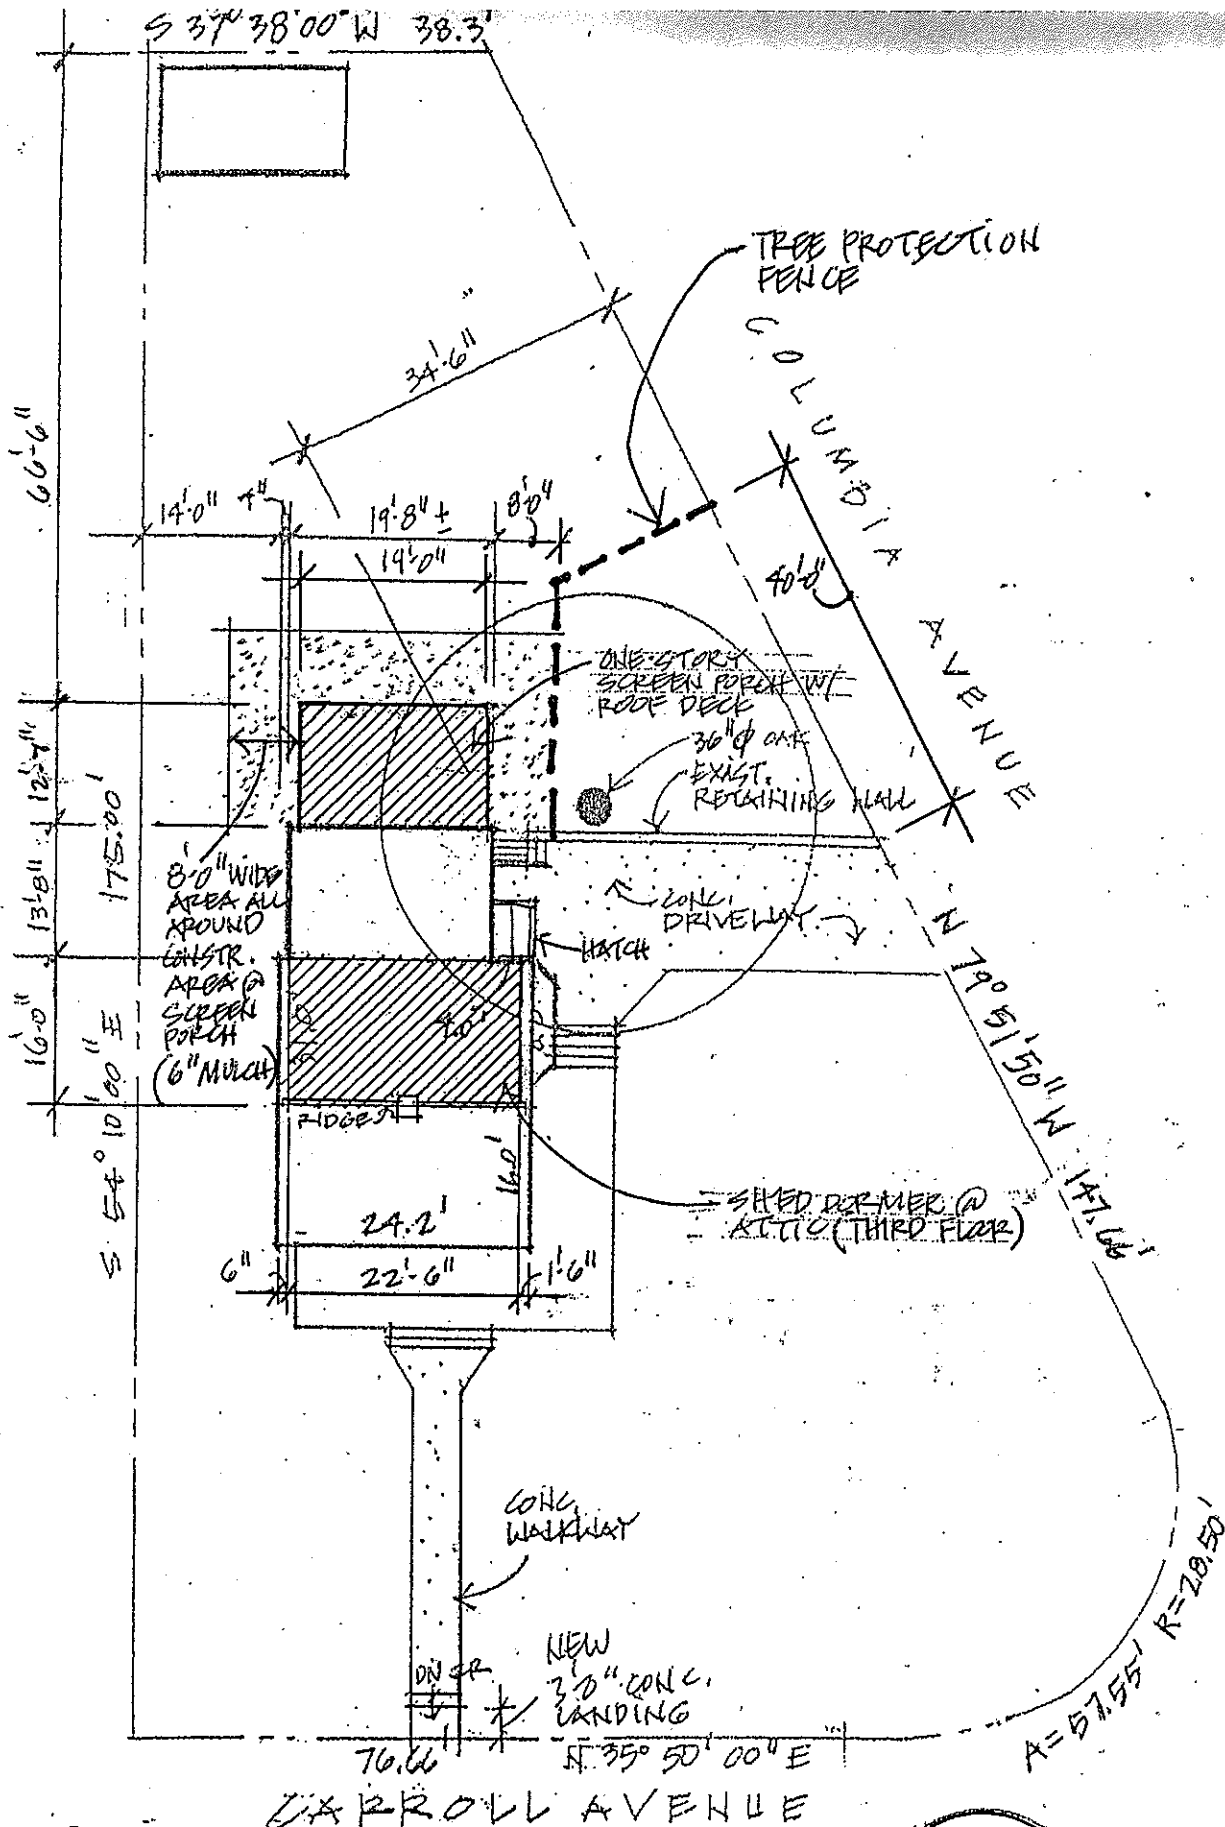 S 37° 38' 00" W 38.3'
TREE PROTECTION
FENCE
COLUMBIA AVENUE
34'-6"
66'-6"
14'-0"
4"
19'-8" ±
8'-0"
19'-0"
40'-0"
ONE-STORY
SCREEN PORCH W/
ROOF DECK
36" φ OAK
EXIST.
RETAINING WALL
12'-7"
13'-8"
16'-0"
S 54° 10' 00" E 175.00'
8'-0" WIDE
AREA ALL
AROUND
CONSTR.
AREA @
SCREEN
PORCH
(6" MULCH)
CONC.
DRIVEWAY
HATCH
N 79° 51' 50" W 147.66'
RIDGE
16.0'
SHED DORMER @
ATTIC (THIRD FLOOR)
24.2'
6"
22'-6"
1'-6"
CONC.
WALKWAY
NEW
3'-0" CONC.
LANDING
DN
76.66'
N 35° 50' 00" E
A=57.55' R=28.50'
CARROLL AVENUE